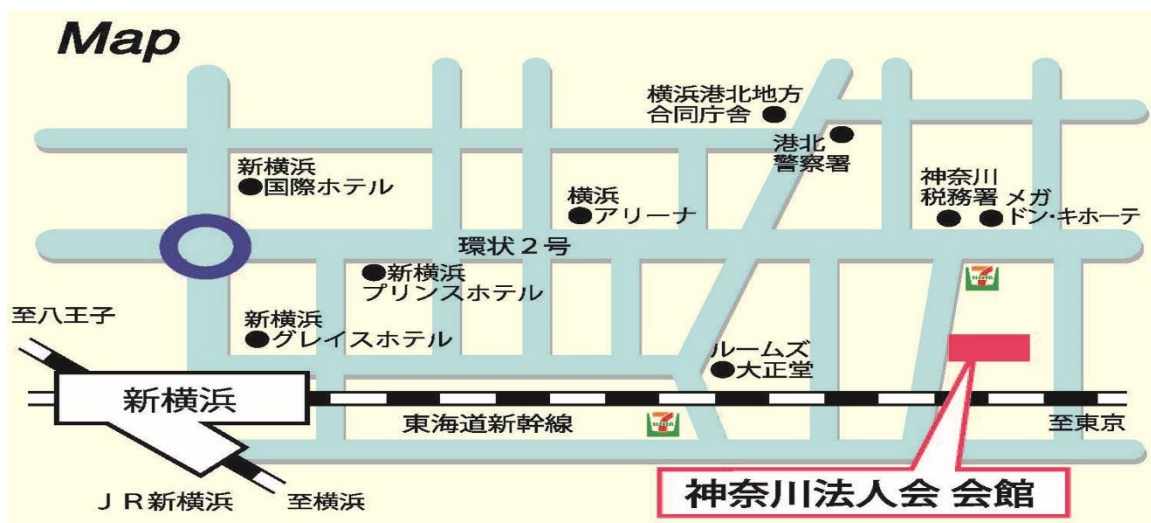 Map
横浜港北地方
合同庁舎
港北
警察署
新横浜
国際ホテル
横浜
アリーナ
神奈川
税務署
メガ
ドン・キホーテ
環状2号
新横浜
プリンスホテル
7
ELEVEN
至八王子
新横浜
グレイスホテル
ルームズ
大正堂
新横浜
東海道新幹線
7
ELEVEN
至東京
JR新横浜
至横浜
神奈川法人会 会館